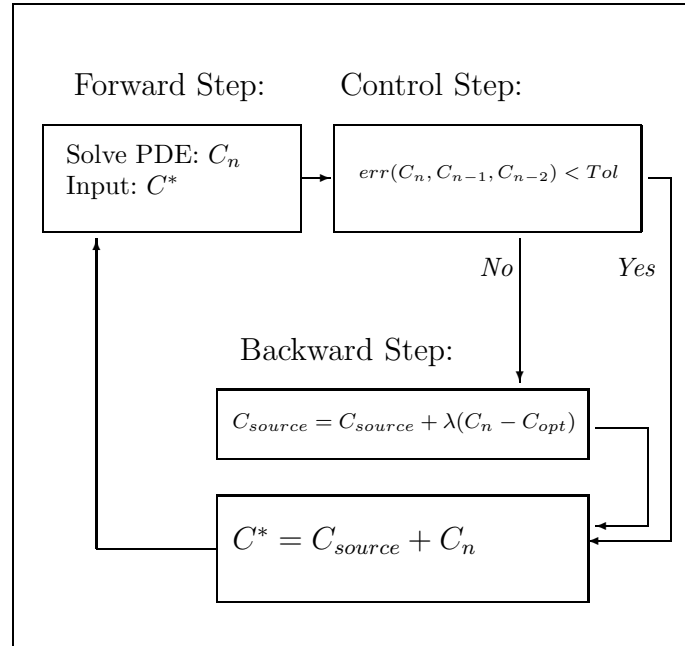 Forward Step:
Control Step:
Solve PDE: $C_n$
Input: $C^*$
$err(C_n, C_{n-1}, C_{n-2}) < Tol$
No
Yes
Backward Step:
$C_{source} = C_{source} + \lambda(C_n - C_{opt})$
$C^* = C_{source} + C_n$